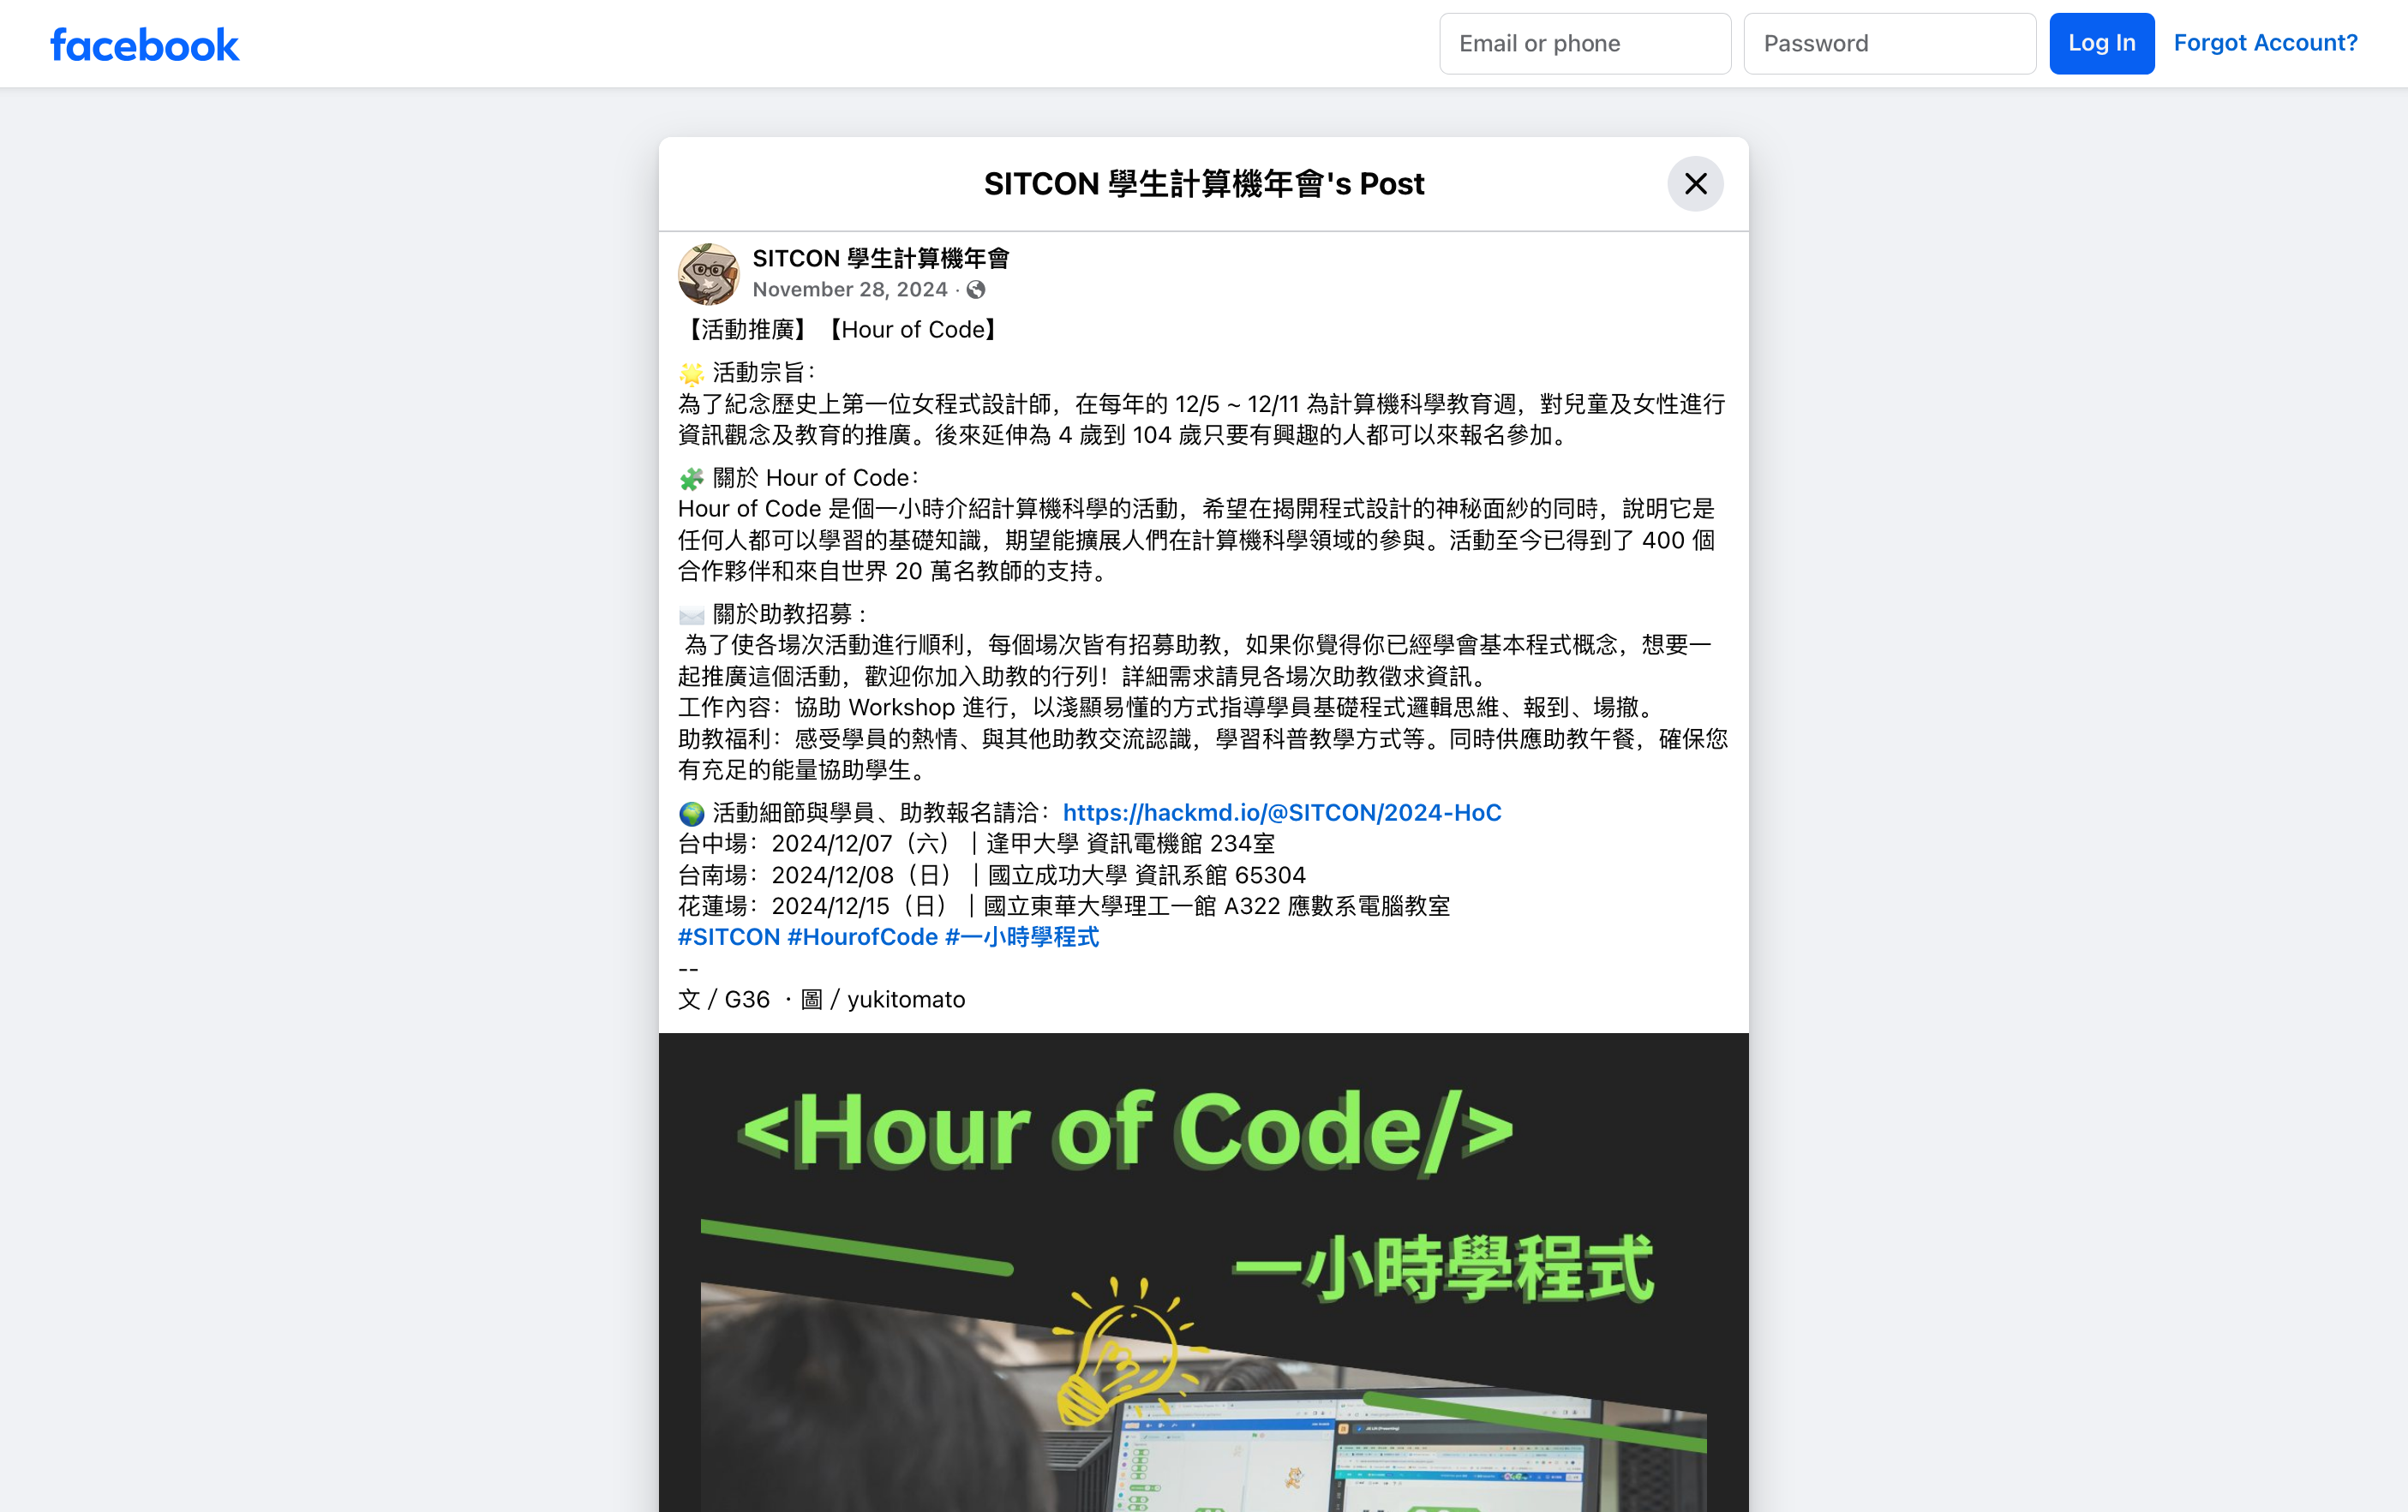 facebook
Email or phone
Password
Log In
Forgot Account?
SITCON 學生計算機年會's Post
SITCON 學生計算機年會
November 28, 2024 ·
【活動推廣】【Hour of Code】
🌟 活動宗旨：
為了紀念歷史上第一位女程式設計師，在每年的 12/5 ~ 12/11 為計算機科學教育週，對兒童及女性進行
資訊觀念及教育的推廣。後來延伸為 4 歲到 104 歲只要有興趣的人都可以來報名參加。
🧩 關於 Hour of Code：
Hour of Code 是個一小時介紹計算機科學的活動，希望在揭開程式設計的神秘面紗的同時，說明它是
任何人都可以學習的基礎知識，期望能擴展人們在計算機科學領域的參與。活動至今已得到了 400 個
合作夥伴和來自世界 20 萬名教師的支持。
✉️ 關於助教招募 :
為了使各場次活動進行順利，每個場次皆有招募助教，如果你覺得你已經學會基本程式概念，想要一
起推廣這個活動，歡迎你加入助教的行列！詳細需求請見各場次助教徵求資訊。
工作內容：協助 Workshop 進行，以淺顯易懂的方式指導學員基礎程式邏輯思維、報到、場撤。
助教福利：感受學員的熱情、與其他助教交流認識，學習科普教學方式等。同時供應助教午餐，確保您
有充足的能量協助學生。
🌍 活動細節與學員、助教報名請洽：https://hackmd.io/@SITCON/2024-HoC
台中場：2024/12/07（六）｜逢甲大學 資訊電機館 234室
台南場：2024/12/08（日）｜國立成功大學 資訊系館 65304
花蓮場：2024/12/15（日）｜國立東華大學理工一館 A322 應數系電腦教室
#SITCON #HourofCode #一小時學程式
--
文 / G36 ・圖 / yukitomato
<Hour of Code/>
一小時學程式